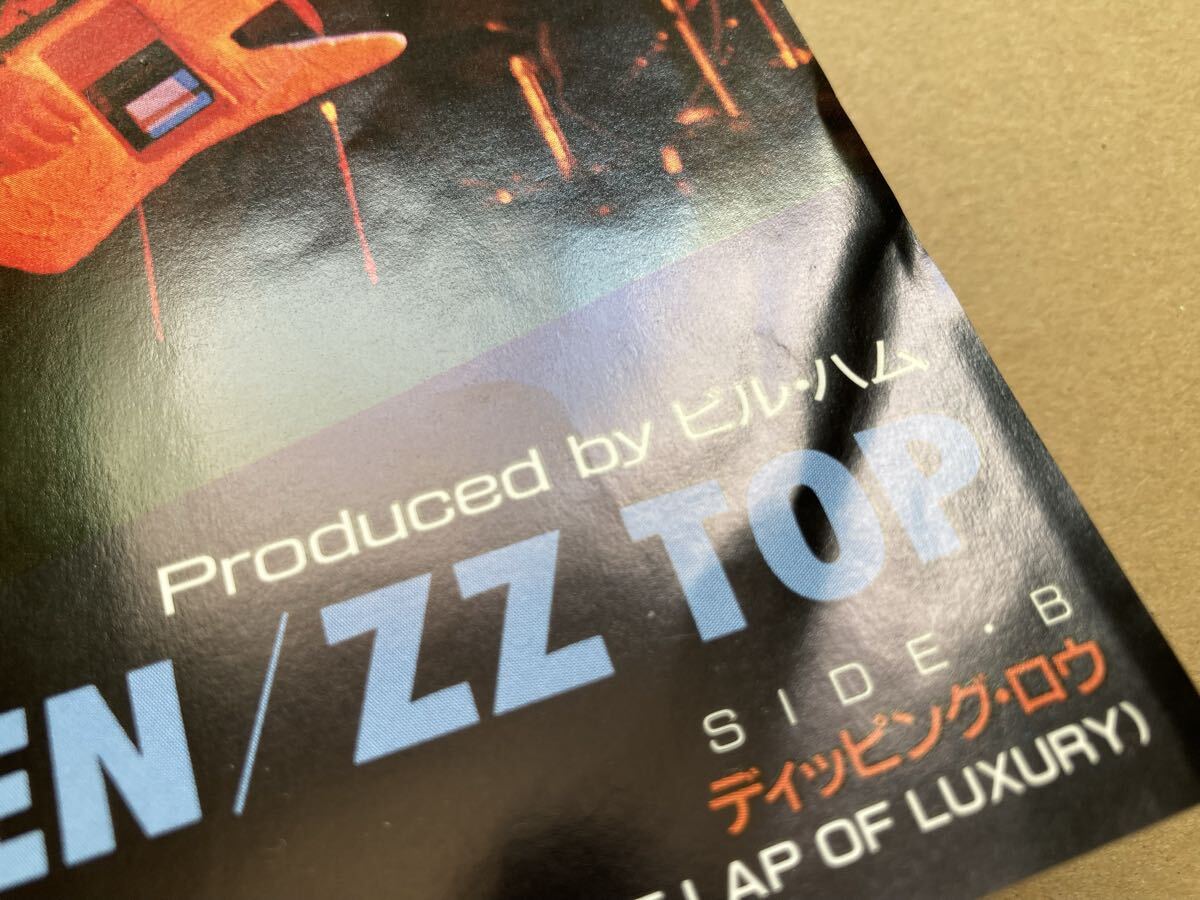 Produced by ビル・ハム
EN/ZZ TOP
SIDE・B
ディッピング・ロウ
LAP OF LUXURY)